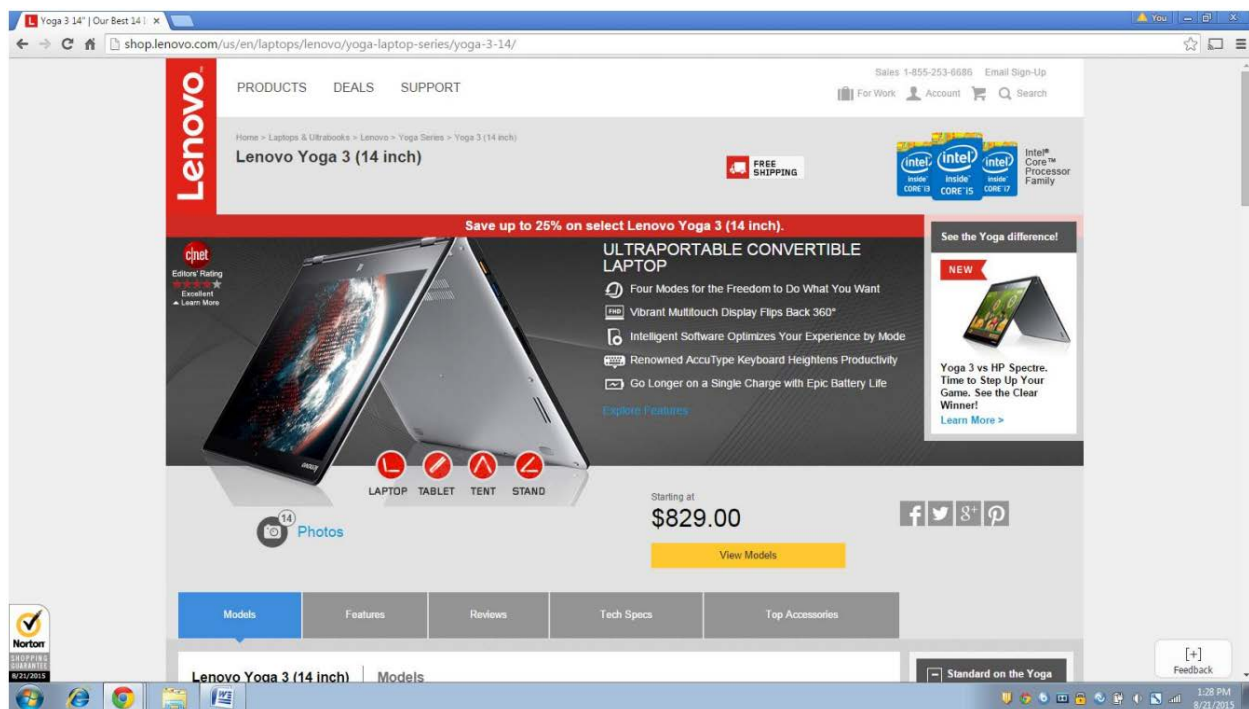 Yoga 3 14" | Our Best 14 i
You
shop.lenovo.com/us/en/laptops/lenovo/yoga-laptop-series/yoga-3-14/
Lenovo
PRODUCTS DEALS SUPPORT
Sales 1-855-253-6686 Email Sign-Up
For Work Account Search
Home > Laptops & Ultrabooks > Lenovo > Yoga Series > Yoga 3 (14 inch)
Lenovo Yoga 3 (14 inch)
FREE
SHIPPING
intel inside CORE i3
intel inside CORE i5
intel inside CORE i7
Intel®
Core™
Processor
Family
Save up to 25% on select Lenovo Yoga 3 (14 inch).
c|net
Editors' Rating
Excellent
Learn More
ULTRAPORTABLE CONVERTIBLE
LAPTOP
Four Modes for the Freedom to Do What You Want
FHD Vibrant Multitouch Display Flips Back 360°
Intelligent Software Optimizes Your Experience by Mode
Renowned AccuType Keyboard Heightens Productivity
Go Longer on a Single Charge with Epic Battery Life
Explore Features
See the Yoga difference!
NEW
Yoga 3 vs HP Spectre.
Time to Step Up Your
Game. See the Clear
Winner!
Learn More >
lenovo
LAPTOP TABLET TENT STAND
14
Photos
Starting at
$829.00
View Models
Models Features Reviews Tech Specs Top Accessories
Norton
SHOPPING
GUARANTEE
8/21/2015
[+]
Feedback
Lenovo Yoga 3 (14 inch) Models
Standard on the Yoga
1:28 PM
8/21/2015